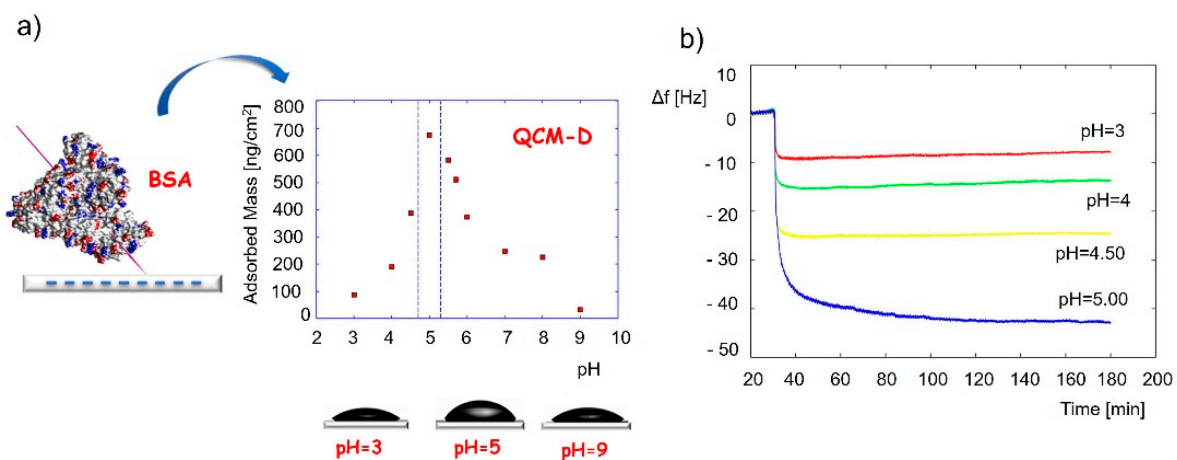 a)
BSA
QCM-D
Adsorbed Mass [ng/cm²]
800
700
600
500
400
300
200
100
0
2 3 4 5 6 7 8 9 10
pH
pH=3 pH=5 pH=9
b)
Δf [Hz]
10
0
- 10
- 20
- 30
- 40
- 50
pH=3
pH=4
pH=4.50
pH=5.00
20 40 60 80 100 120 140 160 180 200
Time [min]